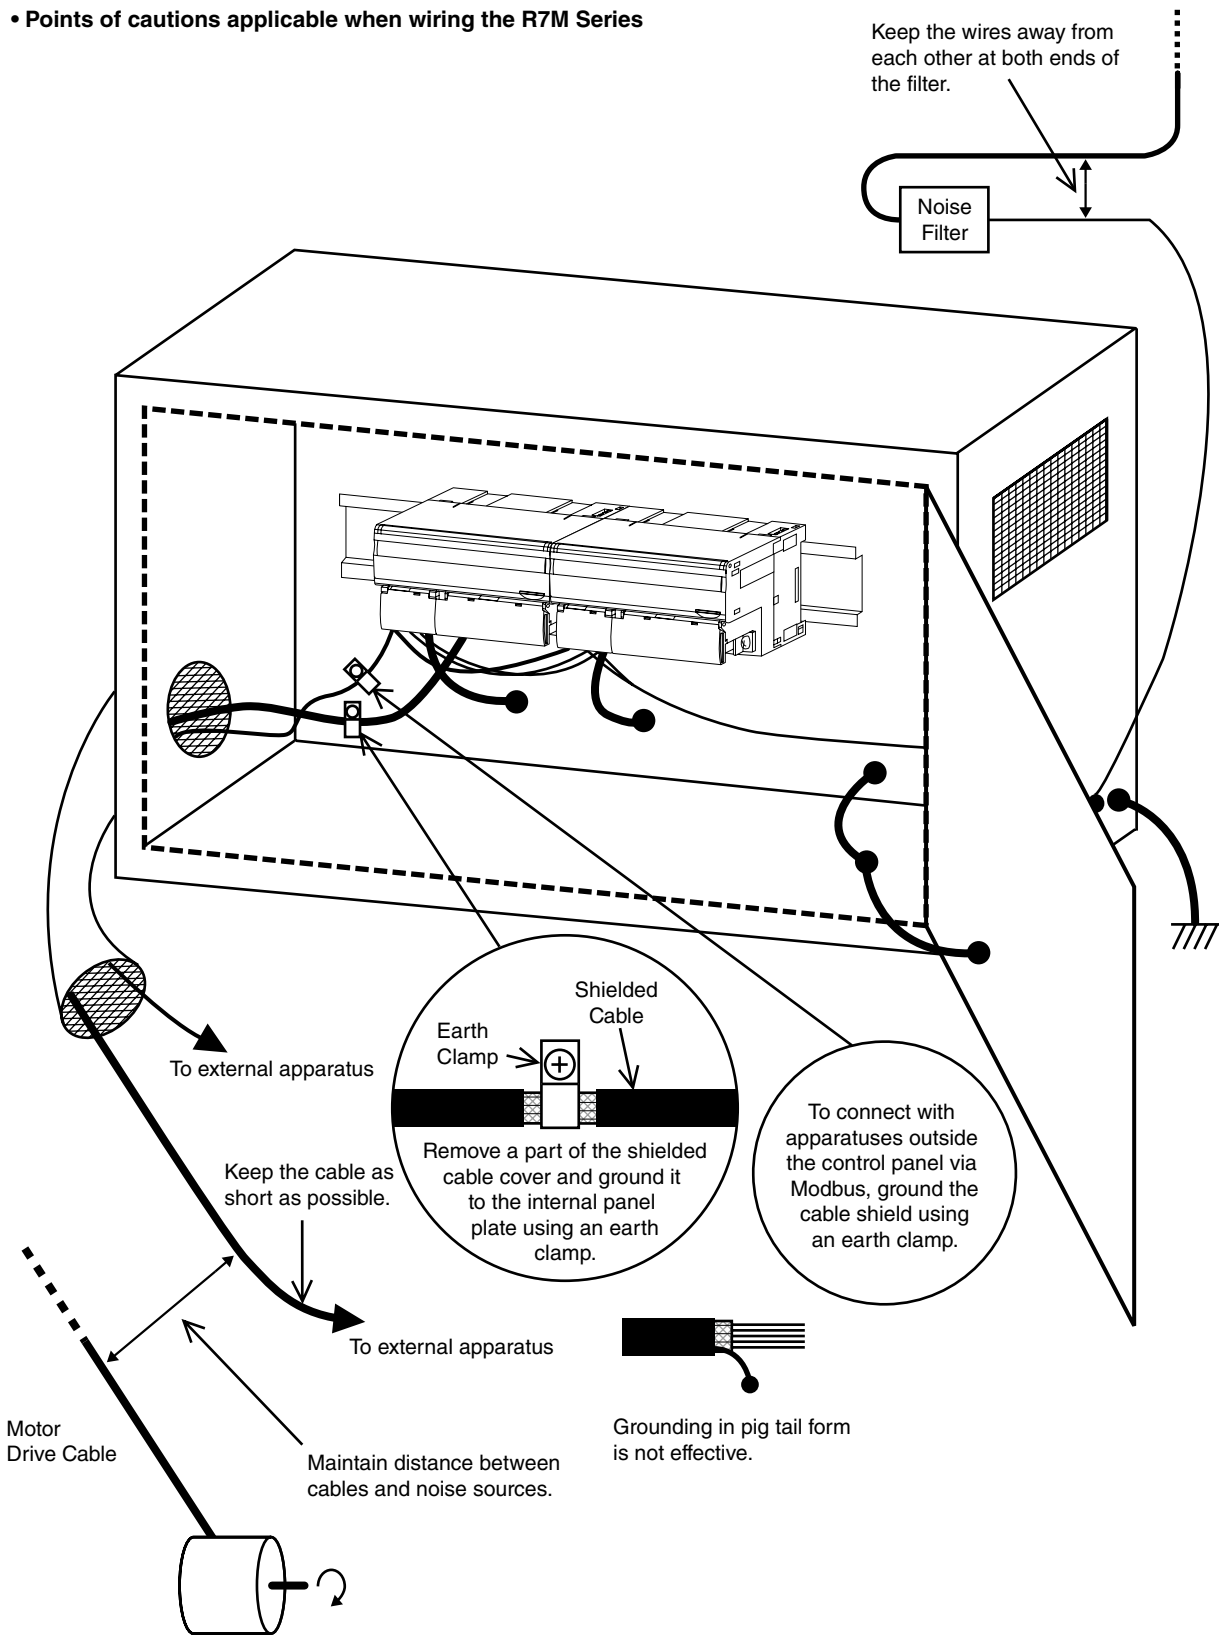 • Points of cautions applicable when wiring the R7M Series
Keep the wires away from
each other at both ends of
the filter.
Noise
Filter
Shielded
Cable
Earth
Clamp
Remove a part of the shielded
cable cover and ground it
to the internal panel
plate using an earth
clamp.
To connect with
apparatuses outside
the control panel via
Modbus, ground the
cable shield using
an earth clamp.
To external apparatus
Keep the cable as
short as possible.
To external apparatus
Motor
Drive Cable
Maintain distance between
cables and noise sources.
Grounding in pig tail form
is not effective.